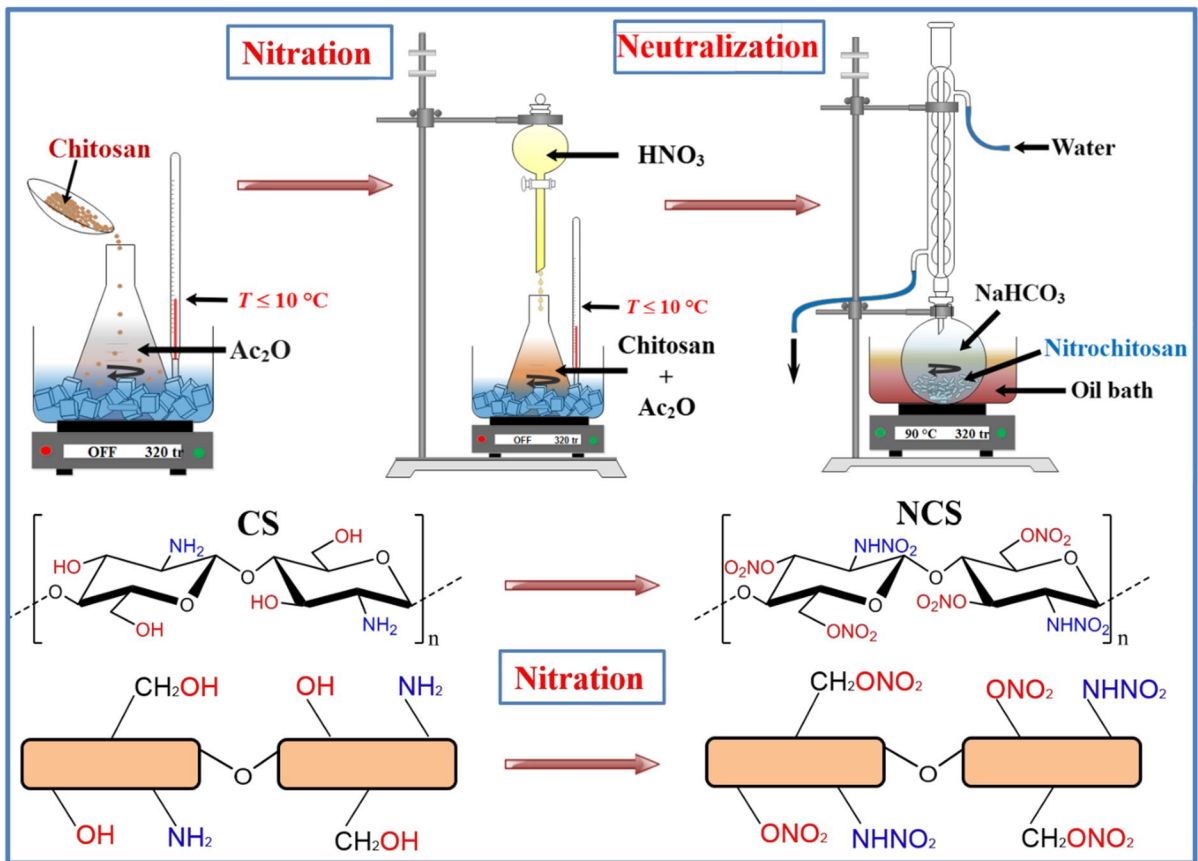 Nitration
Neutralization
Chitosan
T ≤ 10 °C
Ac₂O
OFF 320 tr
HNO₃
T ≤ 10 °C
Chitosan
+
Ac₂O
OFF 320 tr
Water
NaHCO₃
Nitrochitosan
Oil bath
90 °C 320 tr
CS
NH₂
HO
O
O
OH
O
OH
O
HO
NH₂
n
NCS
NHNO₂
O₂NO
O
O
ONO₂
O
ONO₂
O
O₂NO
NHNO₂
n
Nitration
CH₂OH
OH
NH₂
O
OH
NH₂
CH₂OH
CH₂ONO₂
ONO₂
NHNO₂
O
ONO₂
NHNO₂
CH₂ONO₂